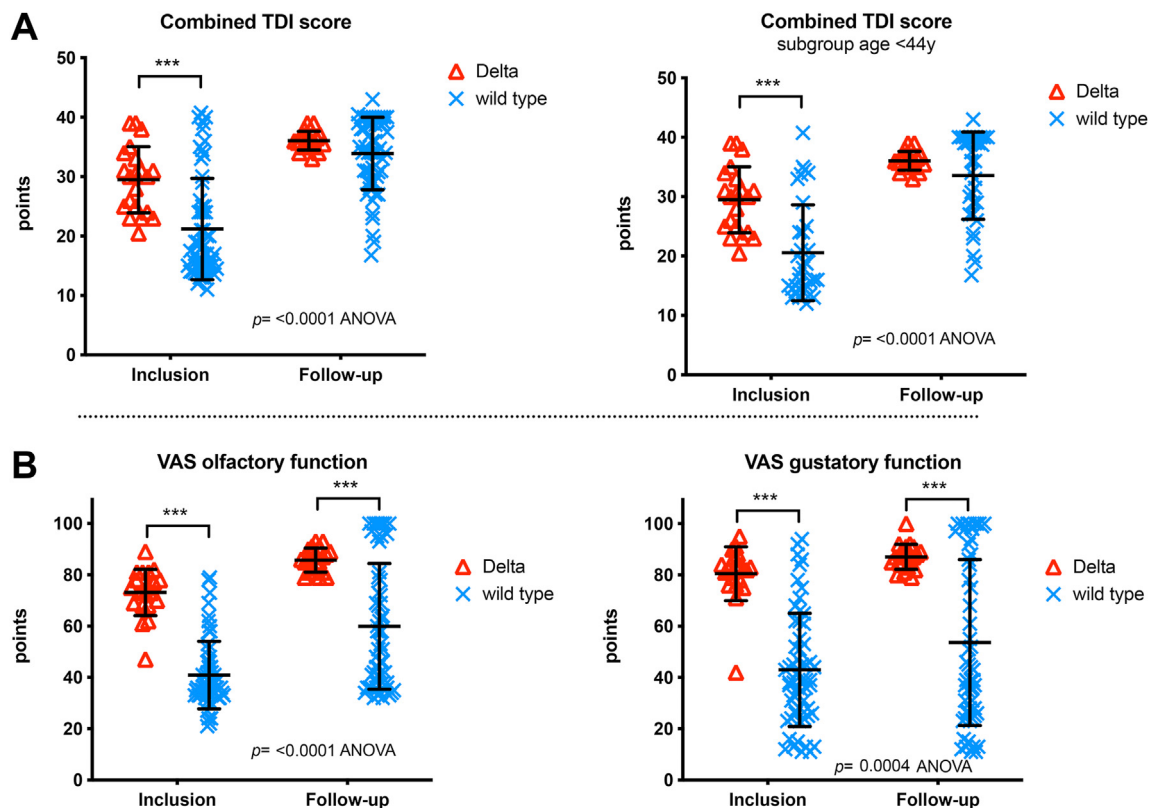 A
Combined TDI score
50
40
30
20
10
0
points
***
Delta
wild type
p= <0.0001 ANOVA
Inclusion
Follow-up
Combined TDI score
subgroup age <44y
50
40
30
20
10
0
points
***
Delta
wild type
p= <0.0001 ANOVA
Inclusion
Follow-up
B
VAS olfactory function
100
80
60
40
20
0
points
***
***
Delta
wild type
p= <0.0001 ANOVA
Inclusion
Follow-up
VAS gustatory function
100
80
60
40
20
0
points
***
***
Delta
wild type
p= 0.0004 ANOVA
Inclusion
Follow-up